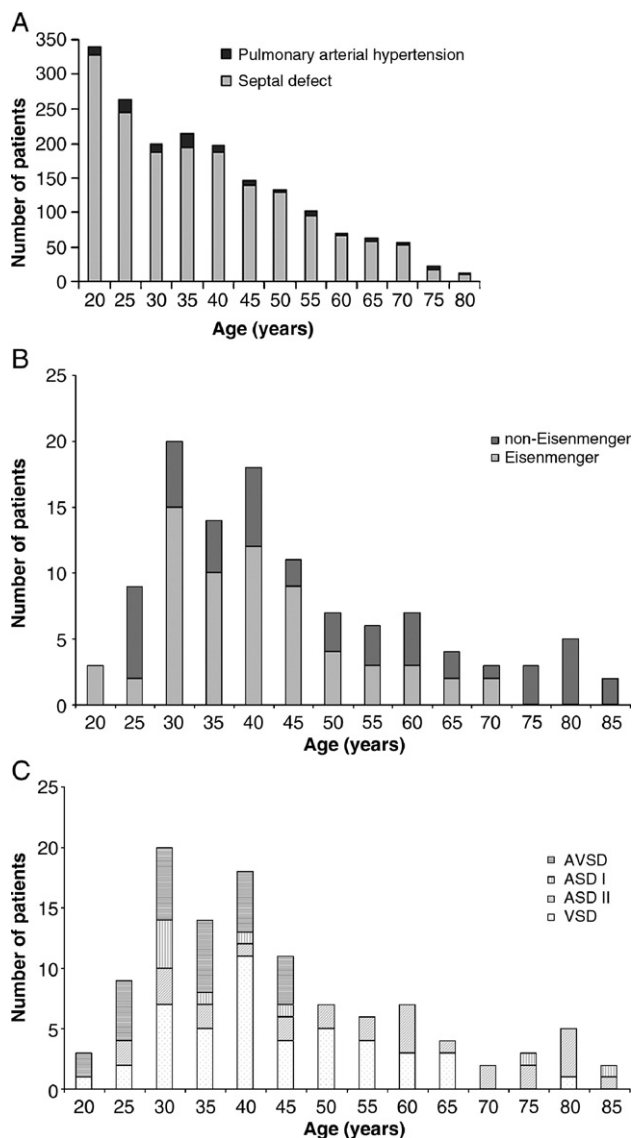 A
350
300
250
200
150
100
50
0
Number of patients
Pulmonary arterial hypertension
Septal defect
20 25 30 35 40 45 50 55 60 65 70 75 80
Age (years)
B
25
20
15
10
5
0
Number of patients
non-Eisenmenger
Eisenmenger
20 25 30 35 40 45 50 55 60 65 70 75 80 85
Age (years)
C
25
20
15
10
5
0
Number of patients
AVSD
ASD I
ASD II
VSD
20 25 30 35 40 45 50 55 60 65 70 75 80 85
Age (years)